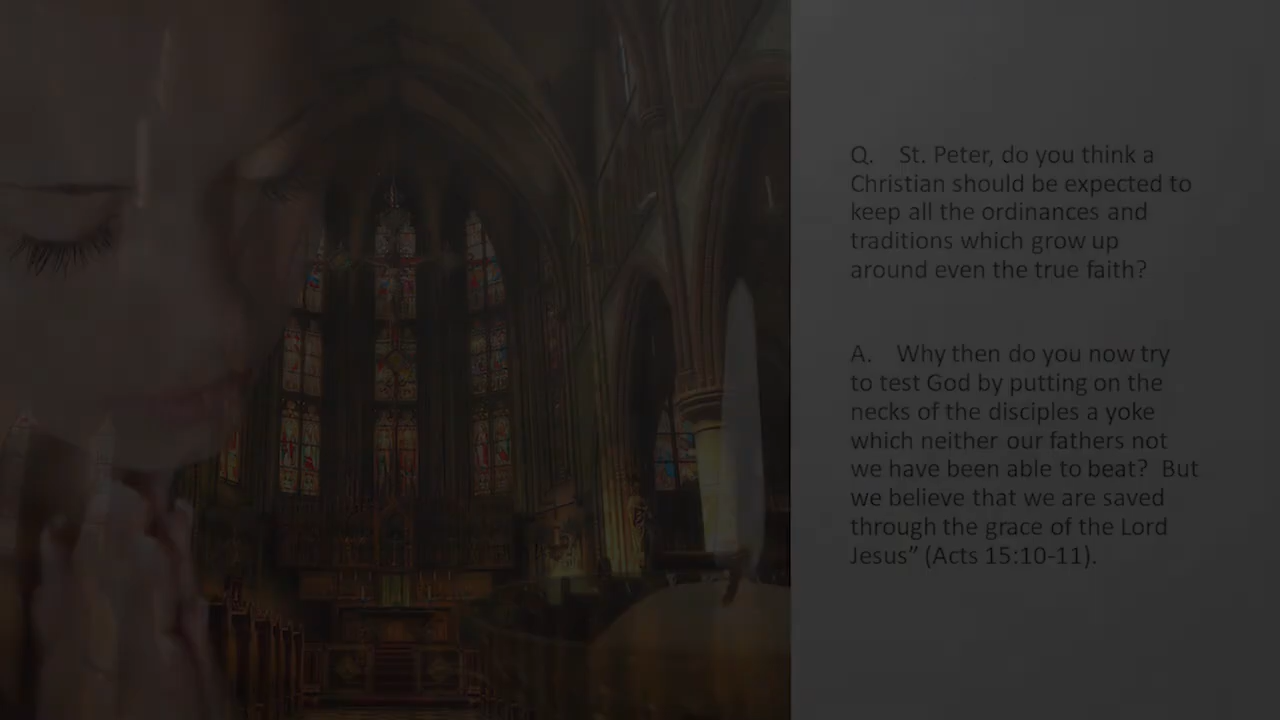 Q. St. Peter, do you think a
Christian should be expected to
keep all the ordinances and
traditions which grow up
around even the true faith?
A. Why then do you now try
to test God by putting on the
necks of the disciples a yoke
which neither our fathers not
we have been able to beat? But
we believe that we are saved
through the grace of the Lord
Jesus” (Acts 15:10-11).